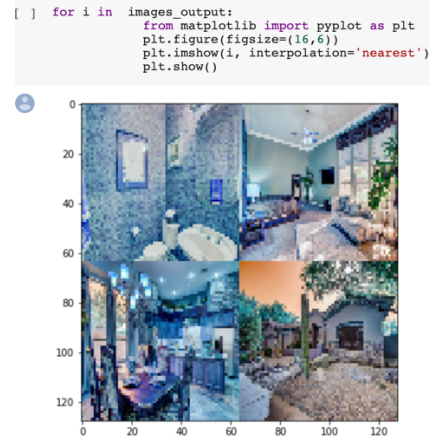 [ ] for i in images_output:
from matplotlib import pyplot as plt
plt.figure(figsize=(16,6))
plt.imshow(i, interpolation='nearest')
plt.show()
0
20
40
60
80
100
120
0 20 40 60 80 100 120